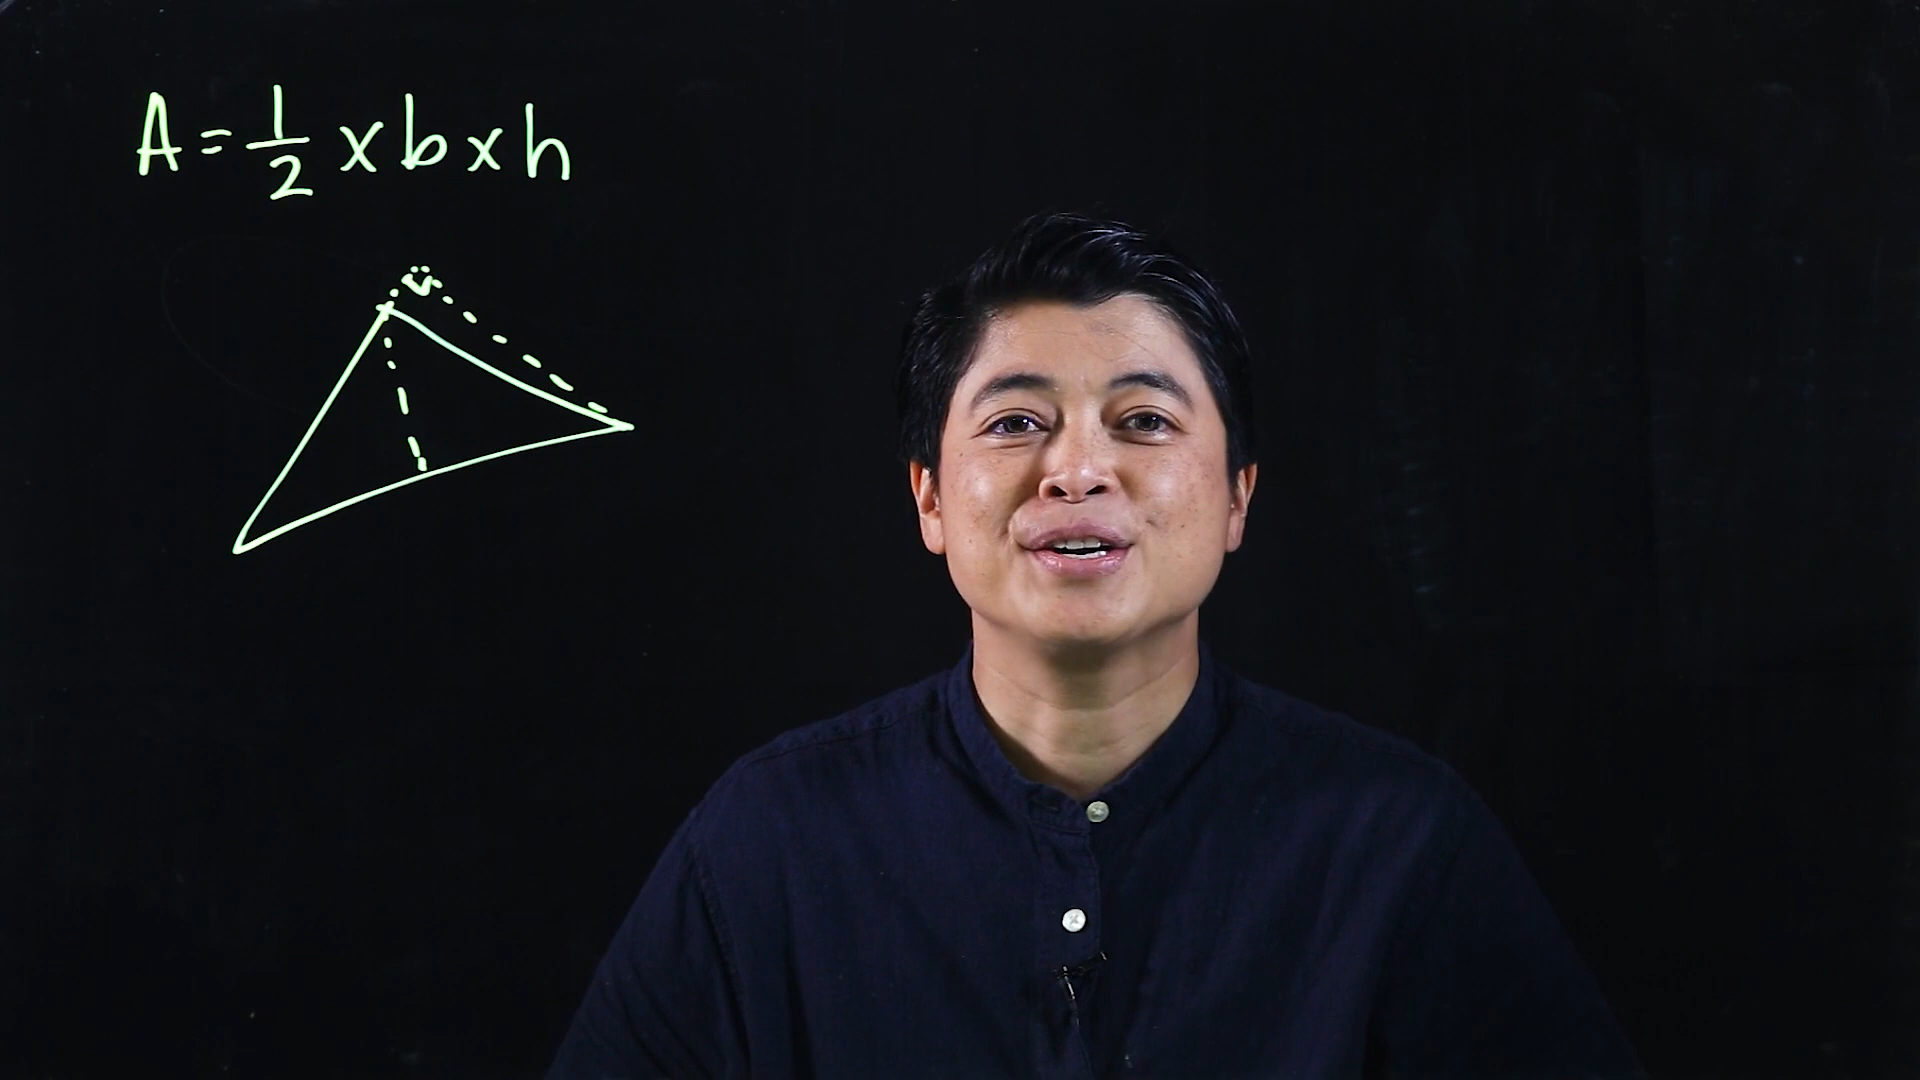 A = 1/2 x b x h